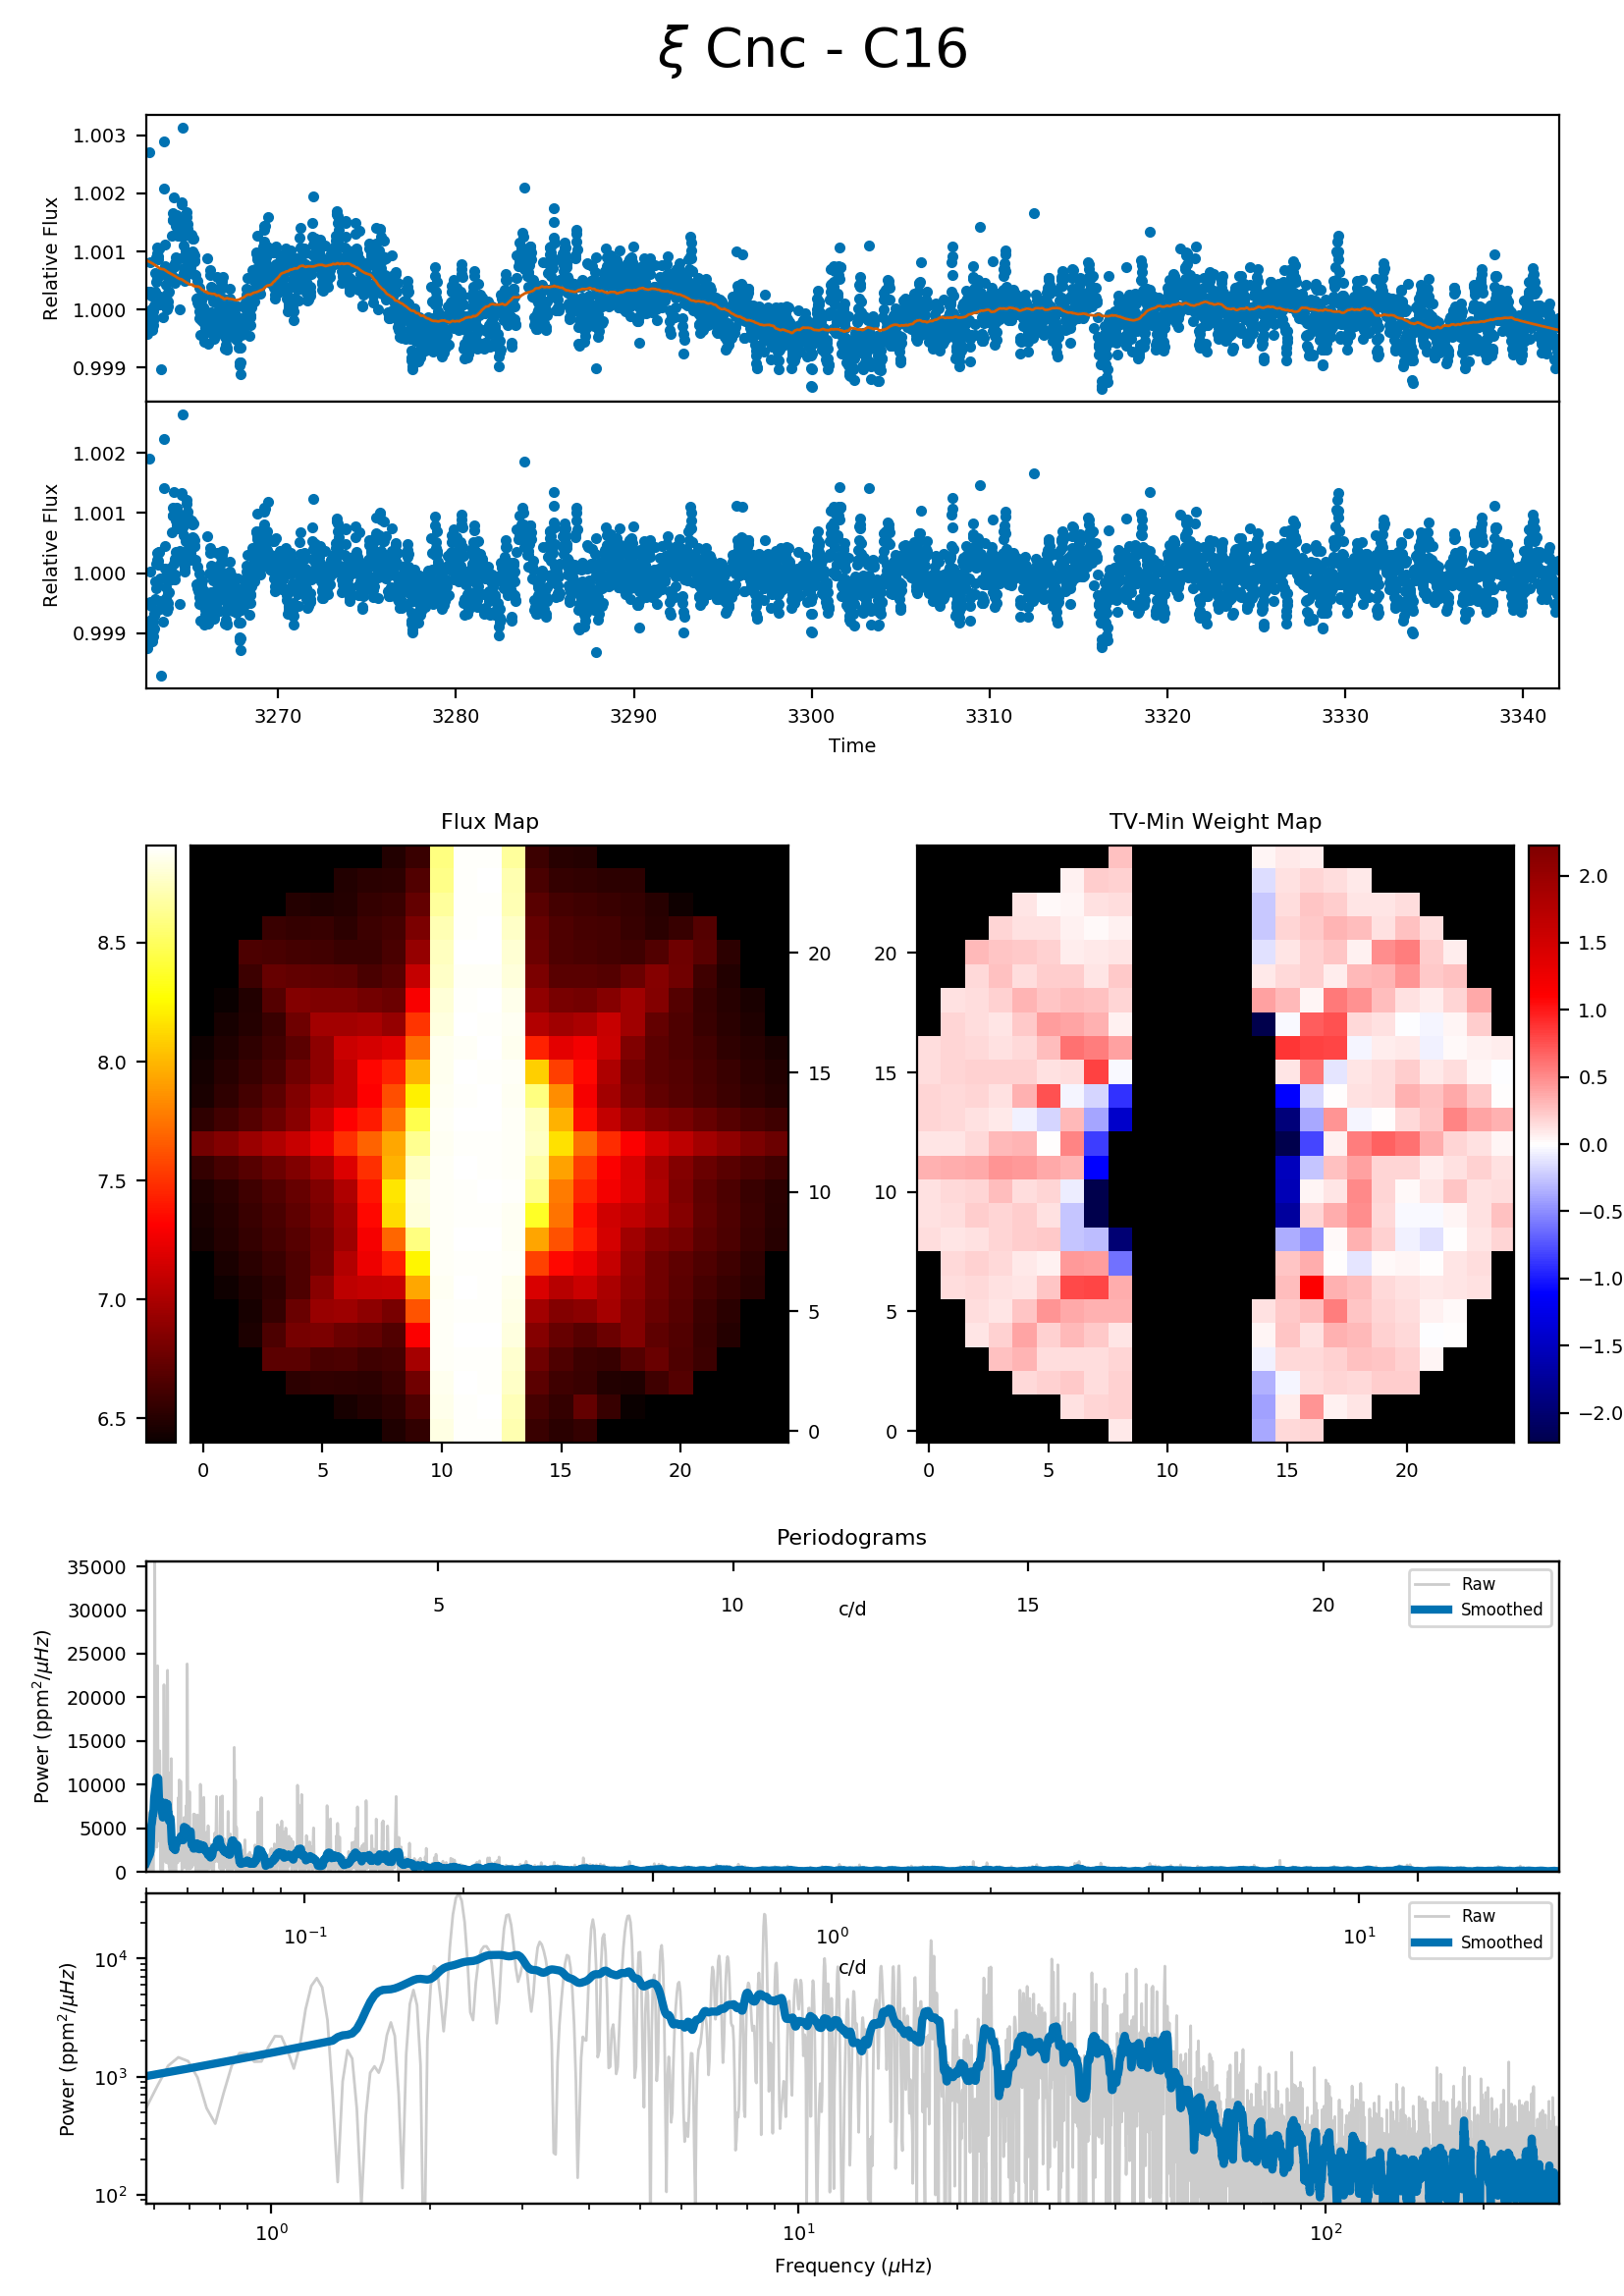 ξ Cnc - C16
1.003
1.002
1.001
1.000
0.999
Relative Flux
1.002
1.001
1.000
0.999
Relative Flux
3270 3280 3290 3300 3310 3320 3330 3340
Time
Flux Map
8.5
8.0
7.5
7.0
6.5
20
15
10
5
0
0 5 10 15 20
TV-Min Weight Map
20
15
10
5
0
0 5 10 15 20
2.0
1.5
1.0
0.5
0.0
−0.5
−1.0
−1.5
−2.0
Periodograms
35000
30000
25000
20000
15000
10000
5000
0
Power (ppm²/μHz)
5 10 15 20
c/d
Raw
Smoothed
10⁻¹ 10⁰ 10¹
c/d
Raw
Smoothed
10⁴
10³
10²
Power (ppm²/μHz)
10⁰ 10¹ 10²
Frequency (μHz)